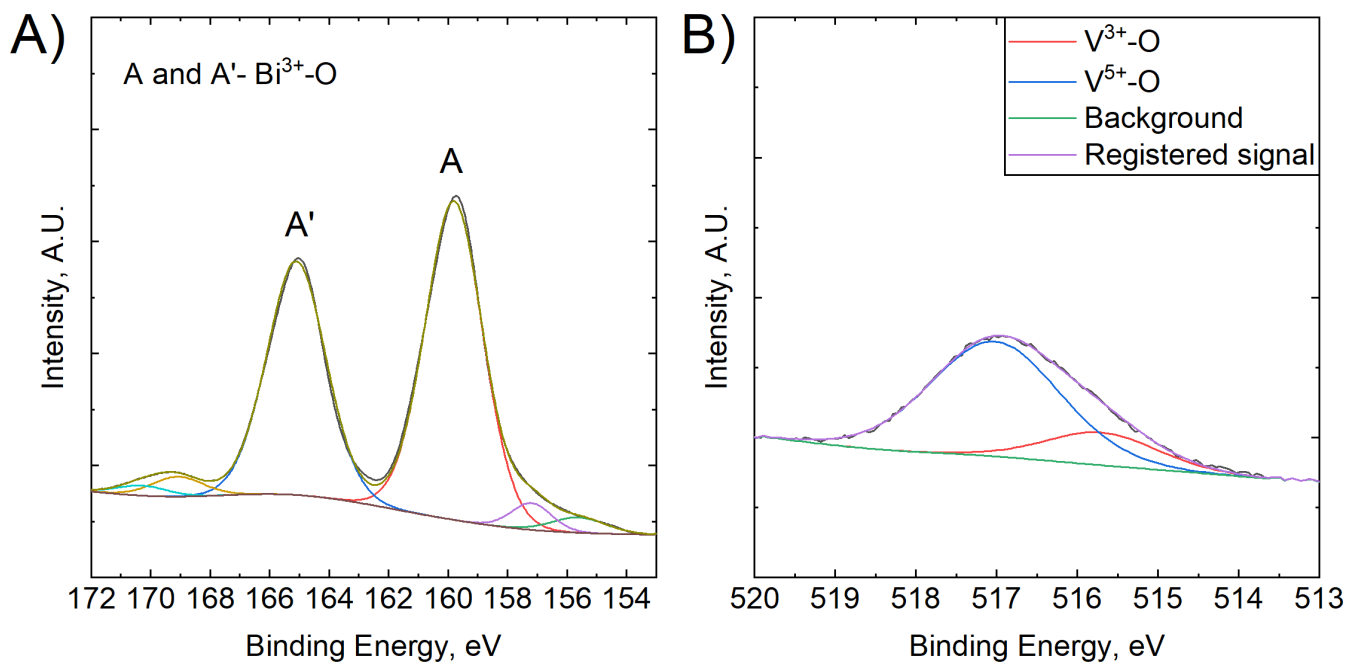 A)
A and A'- Bi³⁺-O
A
A'
Intensity, A.U.
172 170 168 166 164 162 160 158 156 154
Binding Energy, eV
B)
V³⁺-O
V⁵⁺-O
Background
Registered signal
Intensity, A.U.
520 519 518 517 516 515 514 513
Binding Energy, eV